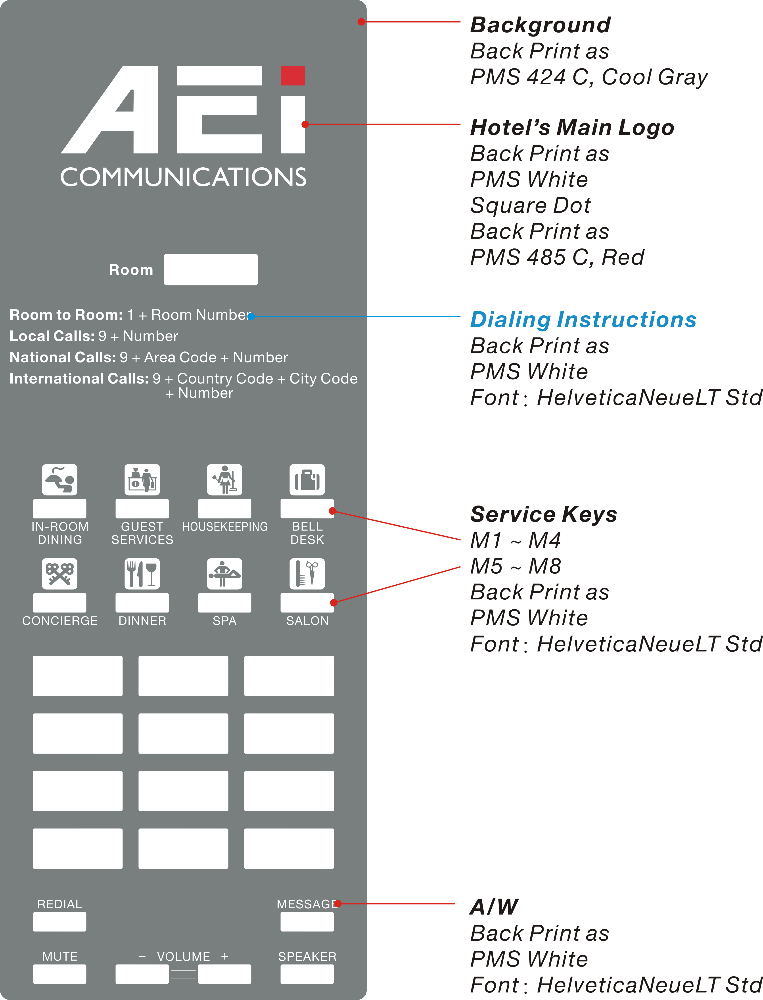 AEi
COMMUNICATIONS
Room
Room to Room: 1 + Room Number
Local Calls: 9 + Number
National Calls: 9 + Area Code + Number
International Calls: 9 + Country Code + City Code
+ Number
IN-ROOM
DINING
GUEST
SERVICES
HOUSEKEEPING
BELL
DESK
CONCIERGE
DINNER
SPA
SALON
REDIAL
MESSAGE
MUTE
– VOLUME +
SPEAKER
Background
Back Print as
PMS 424 C, Cool Gray
Hotel's Main Logo
Back Print as
PMS White
Square Dot
Back Print as
PMS 485 C, Red
Dialing Instructions
Back Print as
PMS White
Font: HelveticaNeueLT Std
Service Keys
M1 ~ M4
M5 ~ M8
Back Print as
PMS White
Font: HelveticaNeueLT Std
A/W
Back Print as
PMS White
Font: HelveticaNeueLT Std